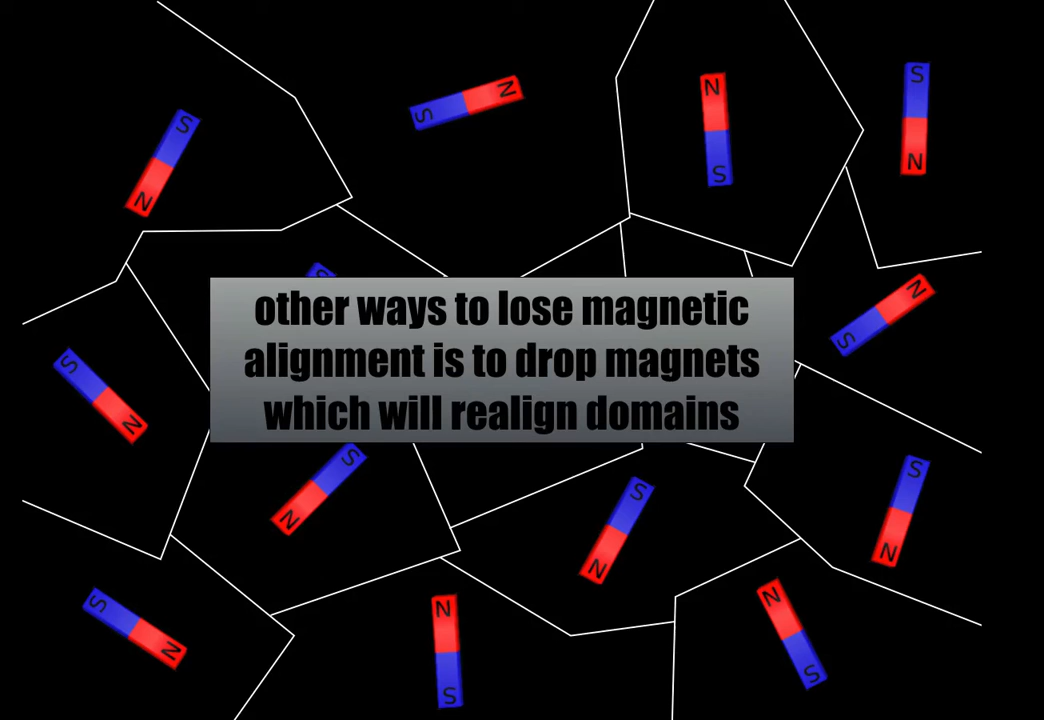 S
N
S
N
N
S
S
N
S
other ways to lose magnetic
alignment is to drop magnets
which will realign domains
N
S
S
N
S
N
S
N
S
N
S
N
N
S
N
S